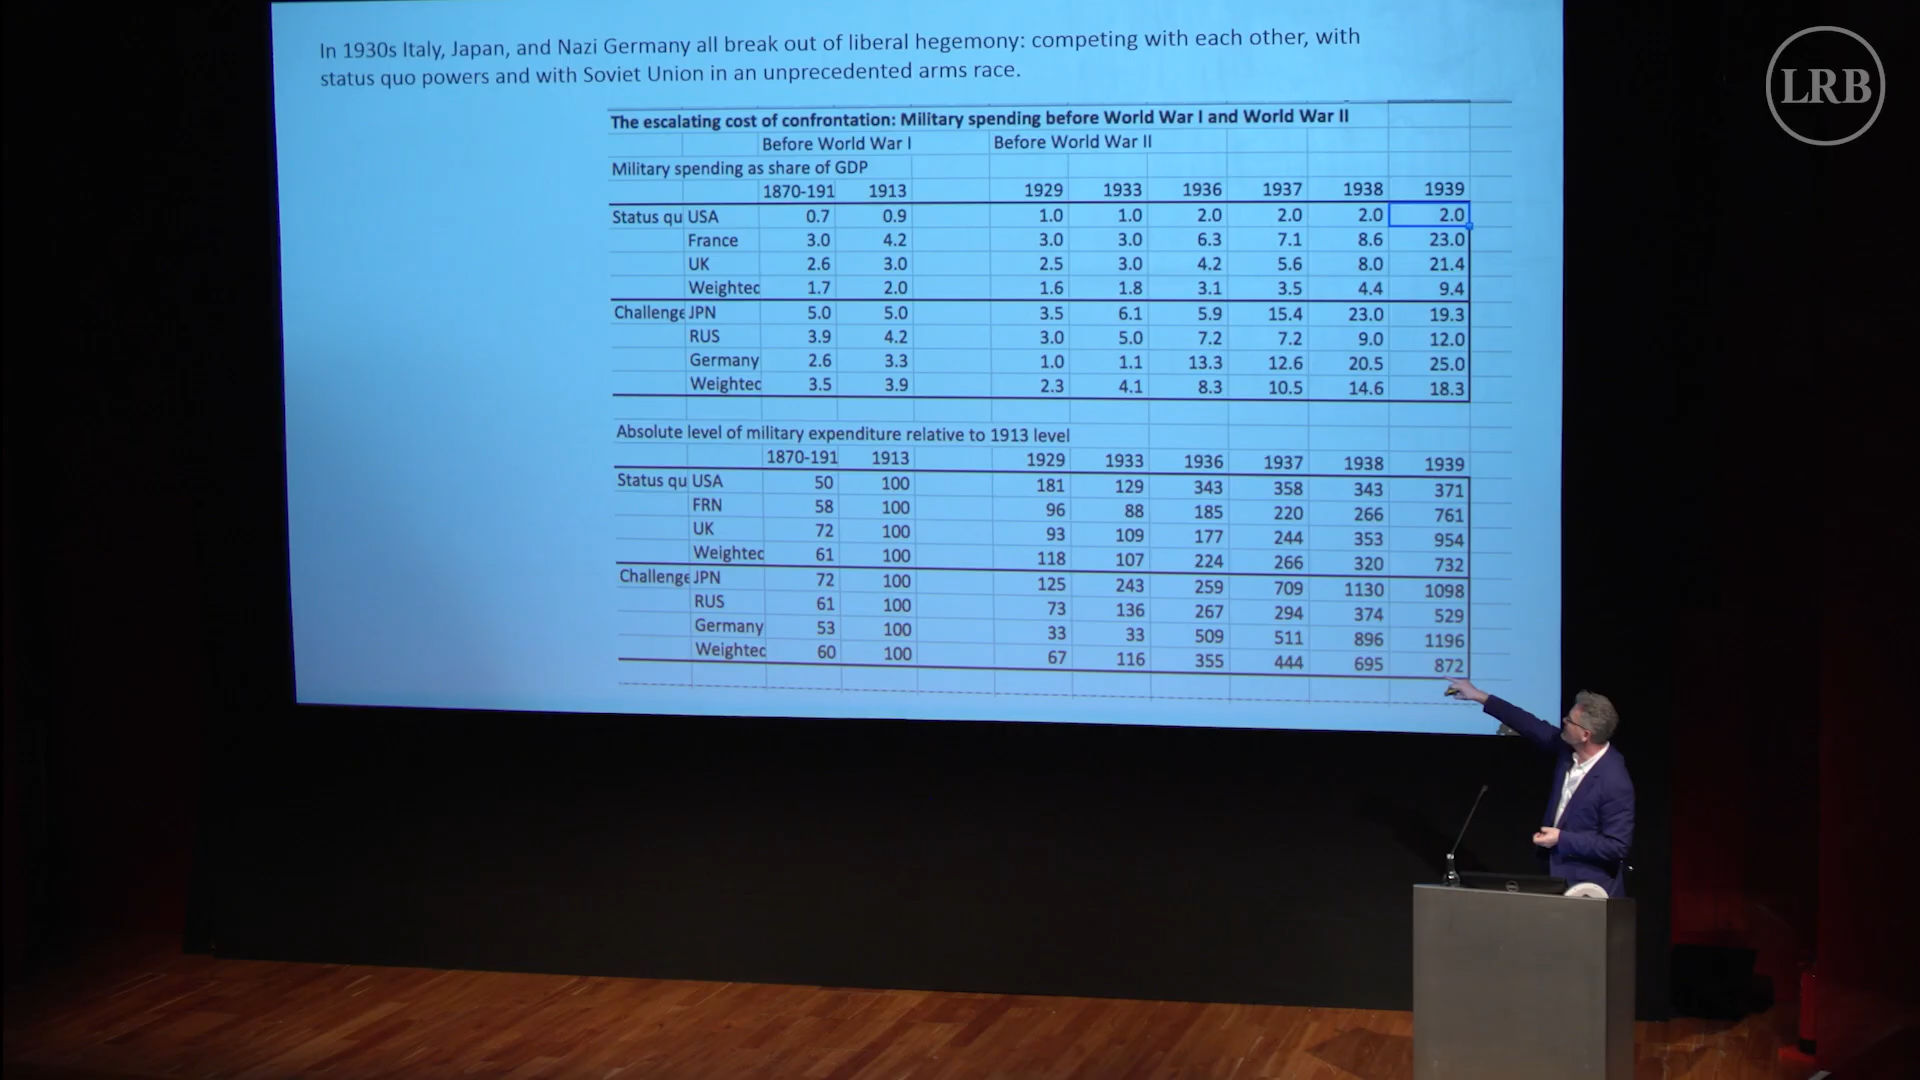 In 1930s Italy, Japan, and Nazi Germany all break out of liberal hegemony: competing with each other, with
status quo powers and with Soviet Union in an unprecedented arms race.
LRB
The escalating cost of confrontation: Military spending before World War I and World War II
Before World War I Before World War II
Military spending as share of GDP
1870-191 1913 1929 1933 1936 1937 1938 1939
Status qu USA 0.7 0.9 1.0 1.0 2.0 2.0 2.0 2.0
France 3.0 4.2 3.0 3.0 6.3 7.1 8.6 23.0
UK 2.6 3.0 2.5 3.0 4.2 5.6 8.0 21.4
Weighted 1.7 2.0 1.6 1.8 3.1 3.5 4.4 9.4
Challenge JPN 5.0 5.0 3.5 6.1 5.9 15.4 23.0 19.3
RUS 3.9 4.2 3.0 5.0 7.2 7.2 9.0 12.0
Germany 2.6 3.3 1.0 1.1 13.3 12.6 20.5 25.0
Weighted 3.5 3.9 2.3 4.1 8.3 10.5 14.6 18.3
Absolute level of military expenditure relative to 1913 level
1870-191 1913 1929 1933 1936 1937 1938 1939
Status qu USA 50 100 181 129 343 358 343 371
FRN 58 100 96 88 185 220 266 761
UK 72 100 93 109 177 244 353 954
Weighted 61 100 118 107 224 266 320 732
Challenge JPN 72 100 125 243 259 709 1130 1098
RUS 61 100 73 136 267 294 374 529
Germany 53 100 33 33 509 511 896 1196
Weighted 60 100 67 116 355 444 695 872